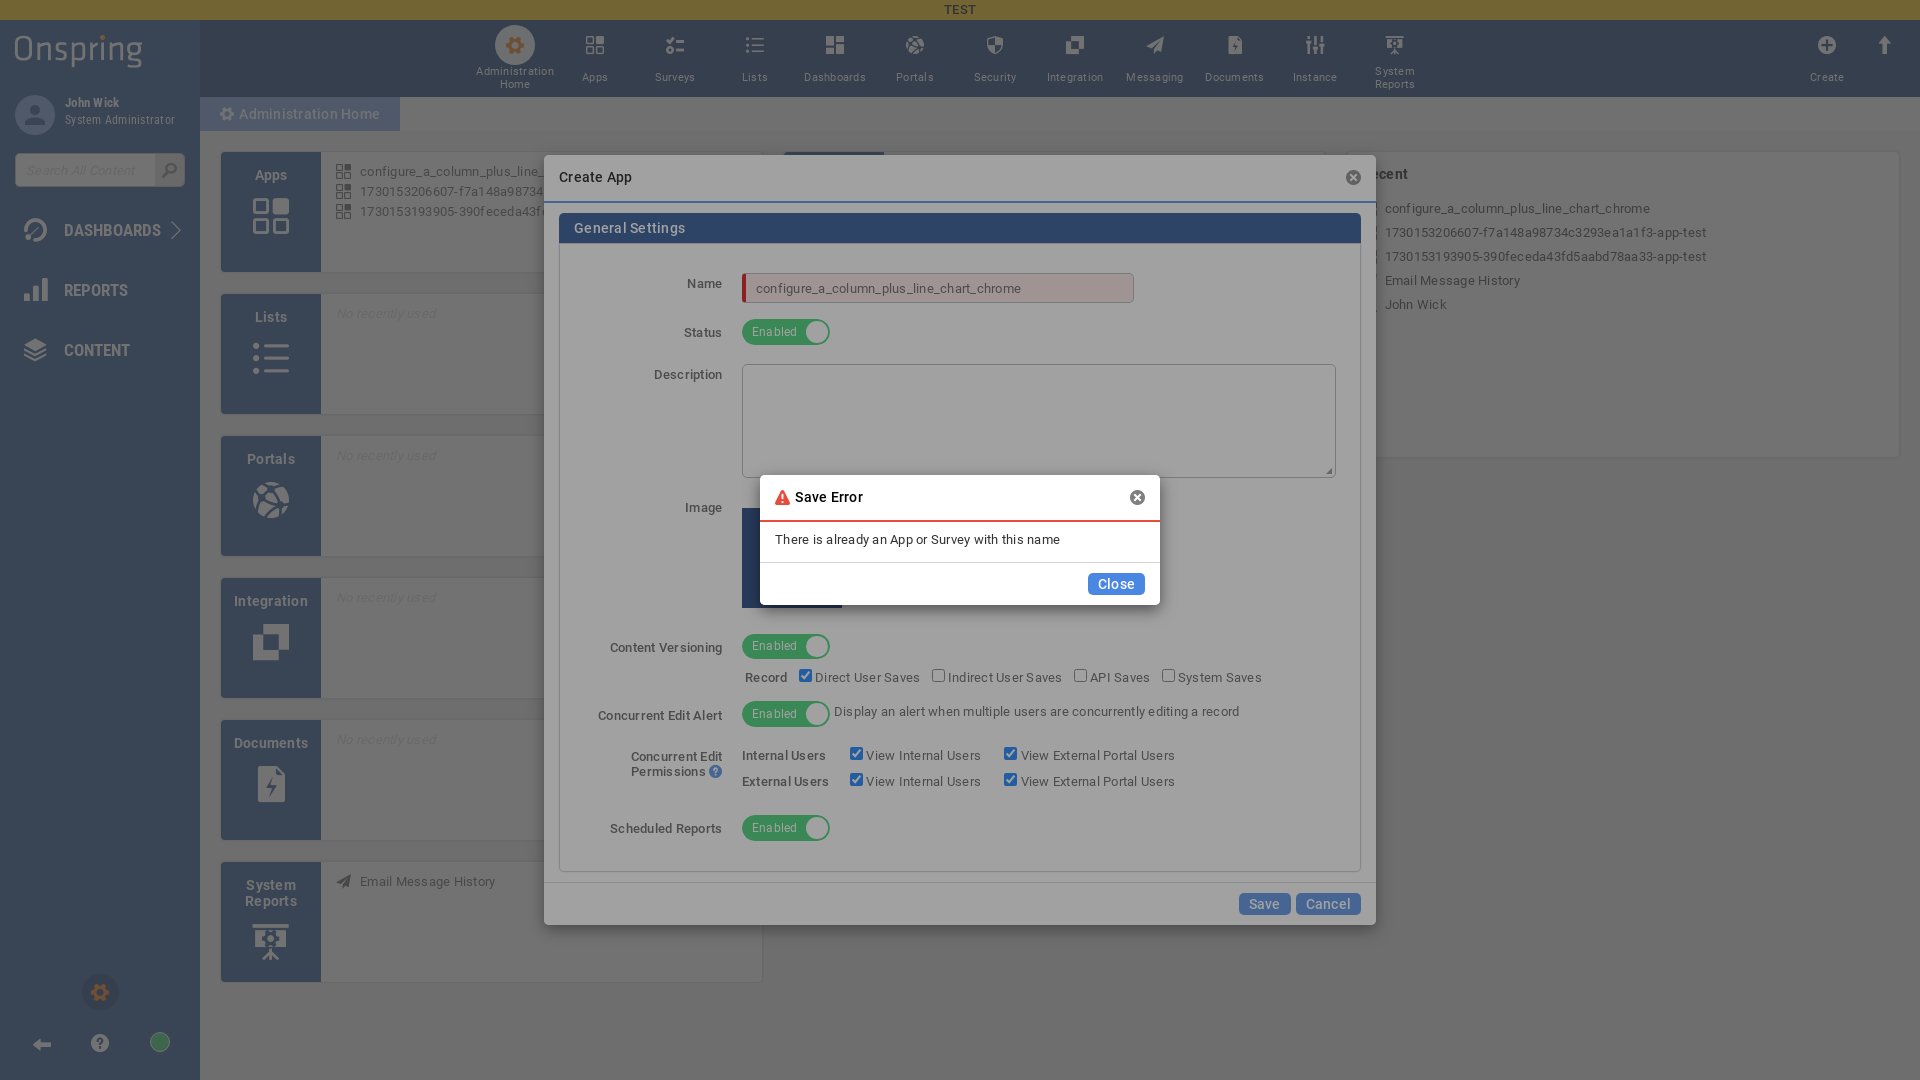 TEST
Onspring
Administration Home
Apps
Surveys
Lists
Dashboards
Portals
Security
Integration
Messaging
Documents
Instance
System Reports
Create
John Wick
System Administrator
Search All Content
DASHBOARDS
REPORTS
CONTENT
Administration Home
Apps
configure_a_column_plus_line_
1730153206607-f7a148a98734
1730153193905-390feceda43f
Lists
No recently used
Portals
No recently used
Integration
No recently used
Documents
No recently used
System Reports
Email Message History
ecent
configure_a_column_plus_line_chart_chrome
1730153206607-f7a148a98734c3293ea1a1f3-app-test
1730153193905-390feceda43fd5aabd78aa33-app-test
Email Message History
John Wick
Create App
General Settings
Name
configure_a_column_plus_line_chart_chrome
Status
Enabled
Description
Image
Save Error
There is already an App or Survey with this name
Close
Content Versioning
Enabled
Record Direct User Saves Indirect User Saves API Saves System Saves
Concurrent Edit Alert
Enabled Display an alert when multiple users are concurrently editing a record
Concurrent Edit Permissions
Internal Users View Internal Users View External Portal Users
External Users View Internal Users View External Portal Users
Scheduled Reports
Enabled
Save Cancel